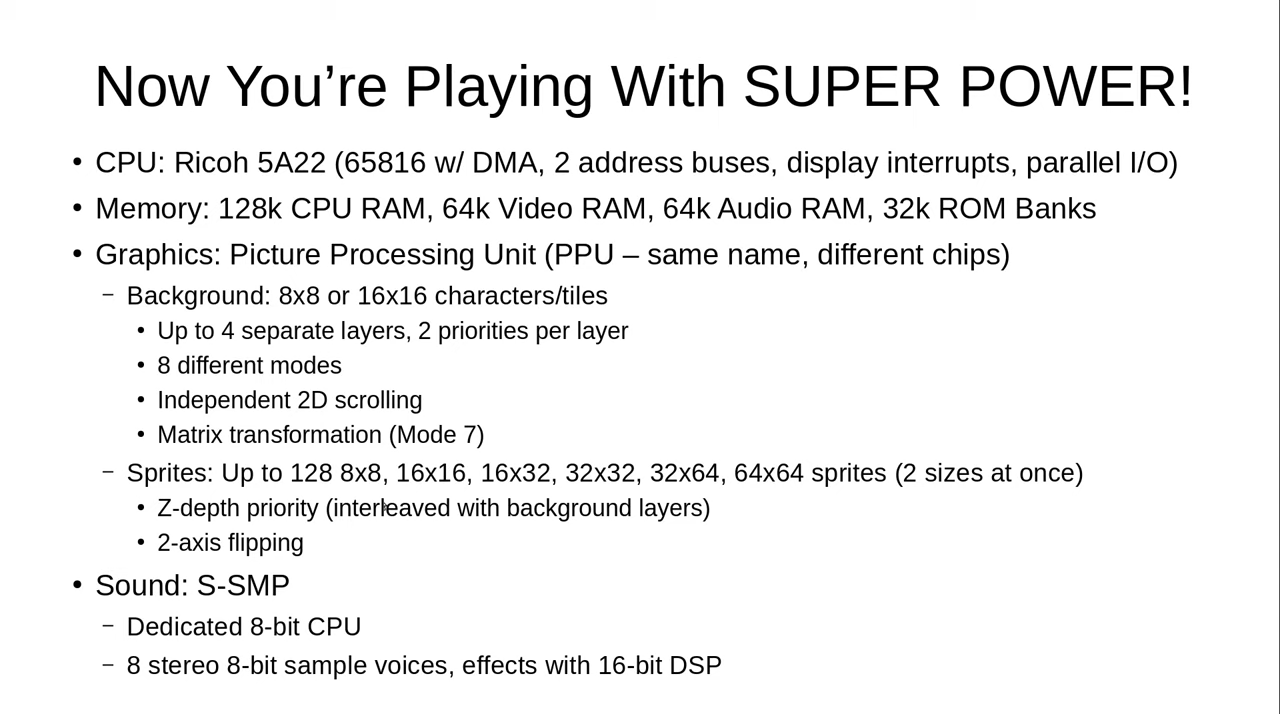 Now You’re Playing With SUPER POWER!
• CPU: Ricoh 5A22 (65816 w/ DMA, 2 address buses, display interrupts, parallel I/O)
• Memory: 128k CPU RAM, 64k Video RAM, 64k Audio RAM, 32k ROM Banks
• Graphics: Picture Processing Unit (PPU – same name, different chips)
– Background: 8x8 or 16x16 characters/tiles
• Up to 4 separate layers, 2 priorities per layer
• 8 different modes
• Independent 2D scrolling
• Matrix transformation (Mode 7)
– Sprites: Up to 128 8x8, 16x16, 16x32, 32x32, 32x64, 64x64 sprites (2 sizes at once)
• Z-depth priority (interleaved with background layers)
• 2-axis flipping
• Sound: S-SMP
– Dedicated 8-bit CPU
– 8 stereo 8-bit sample voices, effects with 16-bit DSP